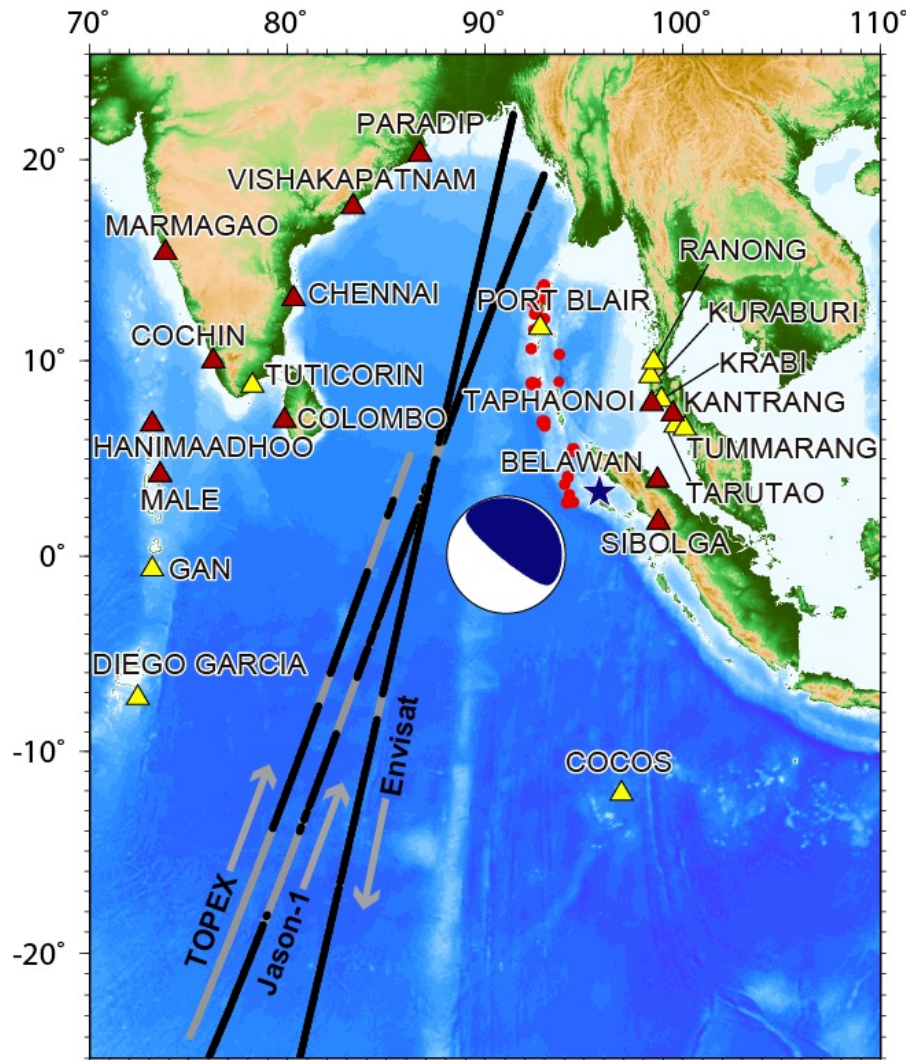 70˚ 80˚ 90˚ 100˚ 110˚
PARADIP
20˚
VISHAKAPATNAM
MARMAGAO
RANONG
CHENNAI
PORT BLAIR
KURABURI
COCHIN
10˚
KRABI
TUTICORIN
TAPHAONOI
KANTRANG
COLOMBO
HANIMAADHOO
TUMMARANG
BELAWAN
MALE
TARUTAO
SIBOLGA
0˚
GAN
DIEGO GARCIA
Envisat
-10˚
COCOS
TOPEX
Jason-1
-20˚